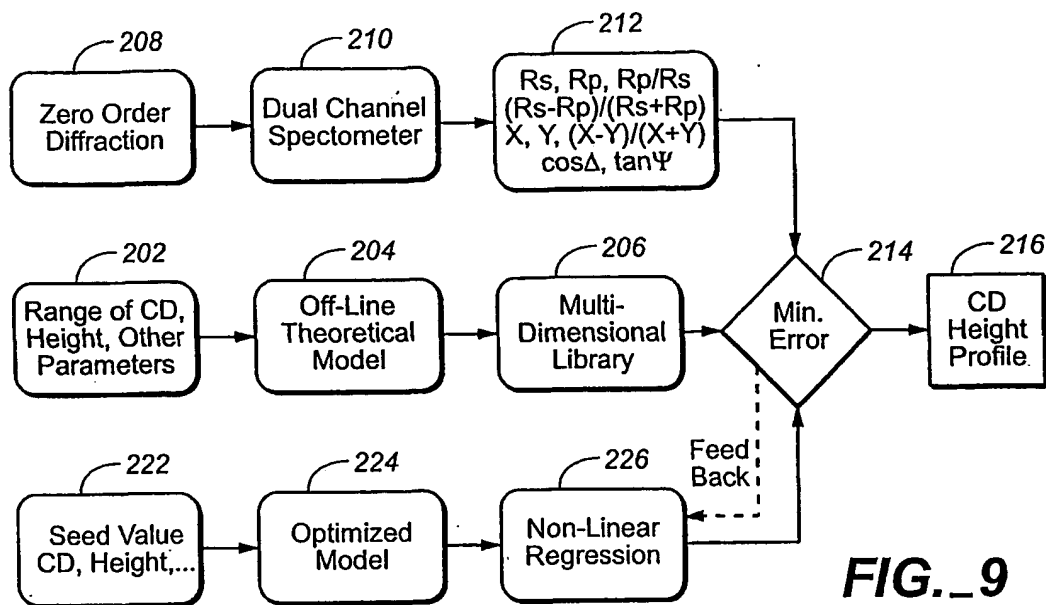 208
210
212
Zero Order
Diffraction
Dual Channel
Spectometer
Rs, Rp, Rp/Rs
(Rs-Rp)/(Rs+Rp)
X, Y, (X-Y)/(X+Y)
cosΔ, tanΨ
202
204
206
214
216
Range of CD,
Height, Other
Parameters
Off-Line
Theoretical
Model
Multi-
Dimensional
Library
Min.
Error
CD
Height
Profile
222
224
226
Feed
Back
Seed Value
CD, Height,...
Optimized
Model
Non-Linear
Regression
FIG._9